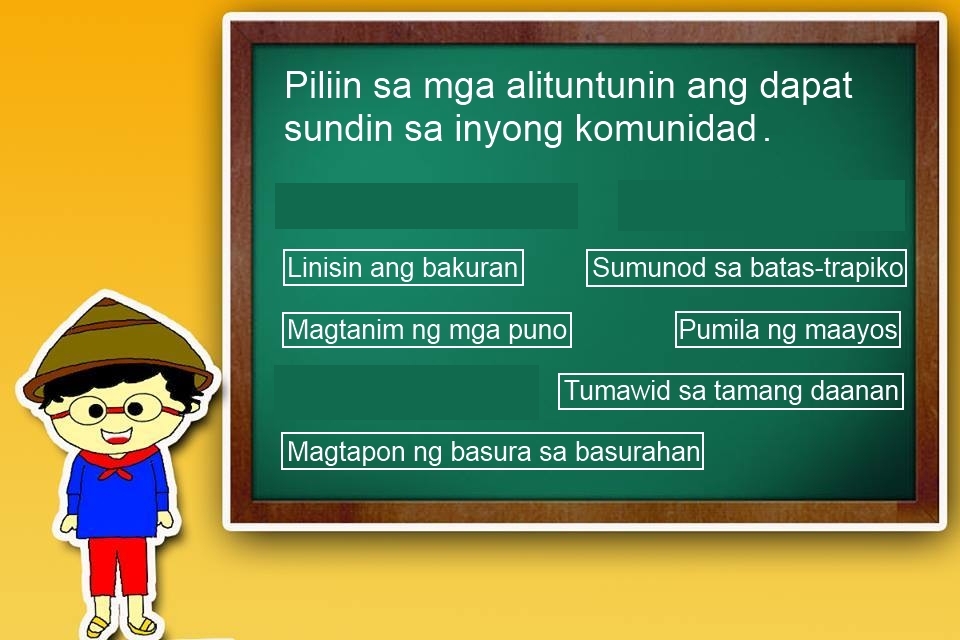 Piliin sa mga alituntunin ang dapat
sundin sa inyong komunidad .
Linisin ang bakuran
Sumunod sa batas-trapiko
Magtanim ng mga puno
Pumila ng maayos
Tumawid sa tamang daanan
Magtapon ng basura sa basurahan